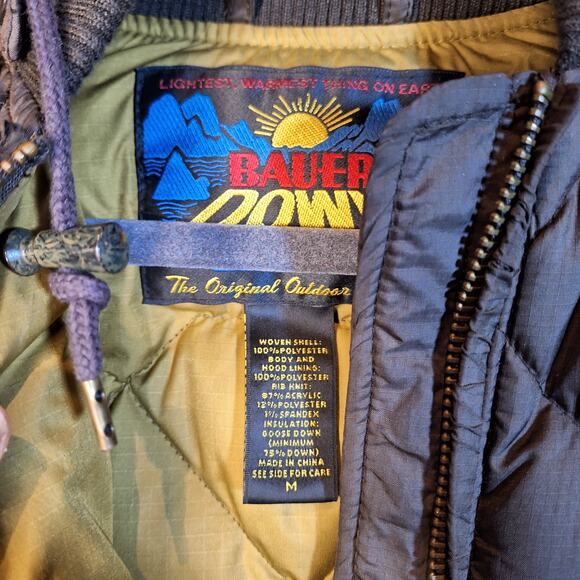 LIGHTEST, WARMEST THING ON EAR
BAUER
DOWN
The Original Outdoor
WOVEN SHELL:
100% POLYESTER
BODY AND
HOOD LINING:
100% POLYESTER
RIB KNIT:
87% ACRYLIC
12% POLYESTER
1% SPANDEX
INSULATION:
GOOSE DOWN
(MINIMUM
75% DOWN)
MADE IN CHINA
SEE SIDE FOR CARE
M